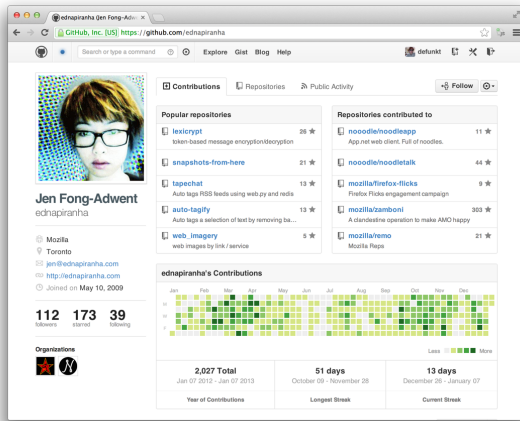 ednapiranha (Jen Fong-Adw
GitHub, Inc. [US] https://github.com/ednapiranha
Search or type a command
Explore Gist Blog Help
defunkt
Contributions
Repositories
Public Activity
Follow
Popular repositories
lexicrypt 26
token-based message encryption/decryption
snapshots-from-here 21
tapechat 13
Auto tags RSS feeds using web.py and redis
auto-tagify 13
Auto tags a selection of text by removing ba...
web_imagery 5
web images by link / service
Repositories contributed to
nooodle/noodleapp 11
App.net web client. Full of noodles.
nooodle/noodletalk 44
mozilla/firefox-flicks 9
Firefox Flicks engagement campaign
mozilla/zamboni 303
A clandestine operation to make AMO happy
mozilla/remo 21
Mozilla Reps
Jen Fong-Adwent
ednapiranha
Mozilla
Toronto
jen@ednapiranha.com
http://ednapiranha.com
Joined on May 10, 2009
112 173 39
followers starred following
Organizations
ednapiranha's Contributions
Jan Feb Mar Apr May Jun Jul Aug Sep Oct Nov Dec
Less More
2,027 Total
Jan 07 2012 - Jan 07 2013
Year of Contributions
51 days
October 09 - November 28
Longest Streak
13 days
December 26 - January 07
Current Streak